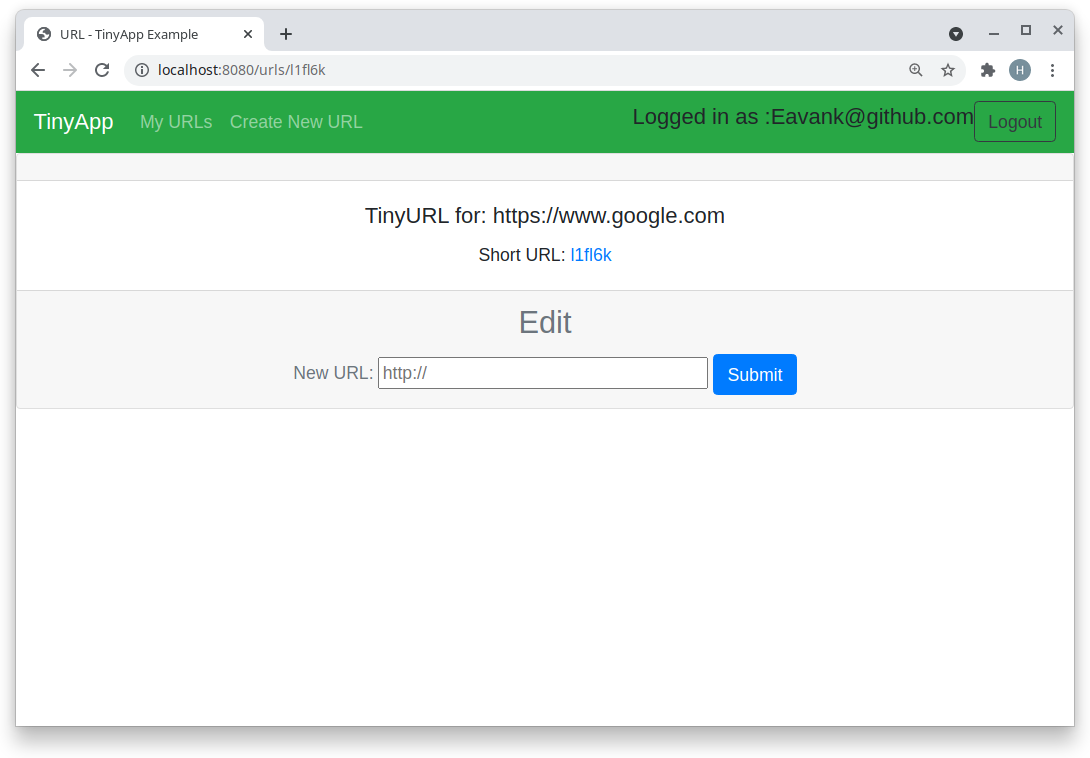 URL - TinyApp Example
localhost:8080/urls/l1fl6k
H
TinyApp My URLs Create New URL Logged in as :Eavank@github.com Logout
TinyURL for: https://www.google.com
Short URL: l1fl6k
Edit
New URL: http:// Submit